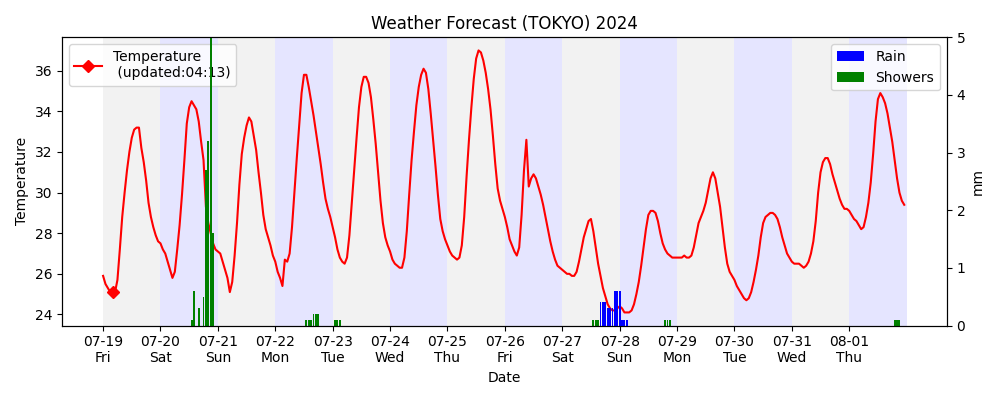 Weather Forecast (TOKYO) 2024
Temperature
(updated:04:13)
Rain
Showers
Temperature
36
34
32
30
28
26
24
5
4
3
2
1
0
mm
07-19 07-20 07-21 07-22 07-23 07-24 07-25 07-26 07-27 07-28 07-29 07-30 07-31 08-01
Fri Sat Sun Mon Tue Wed Thu Fri Sat Sun Mon Tue Wed Thu
Date